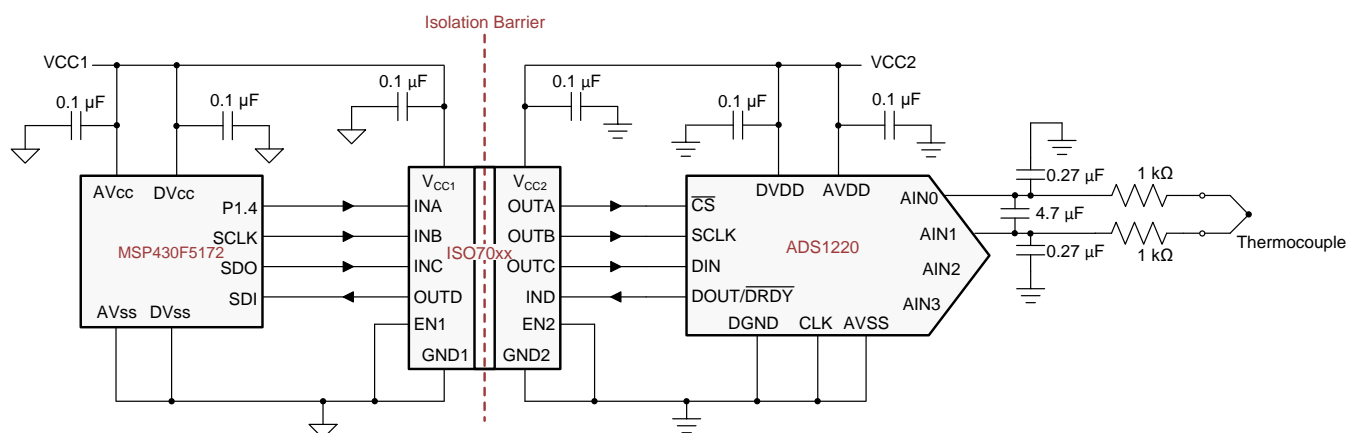 Isolation Barrier
VCC1
VCC2
0.1 µF
0.1 µF
0.1 µF
0.1 µF
0.1 µF
0.1 µF
AVcc
DVcc
P1.4
SCLK
SDO
SDI
MSP430F5172
AVss
DVss
VCC1
INA
INB
INC
OUTD
EN1
GND1
ISO70xx
VCC2
OUTA
OUTB
OUTC
IND
EN2
GND2
DVDD
AVDD
CS
SCLK
DIN
DOUT/DRDY
ADS1220
AIN0
AIN1
AIN2
AIN3
DGND
CLK
AVSS
0.27 µF
4.7 µF
0.27 µF
1 kΩ
1 kΩ
Thermocouple